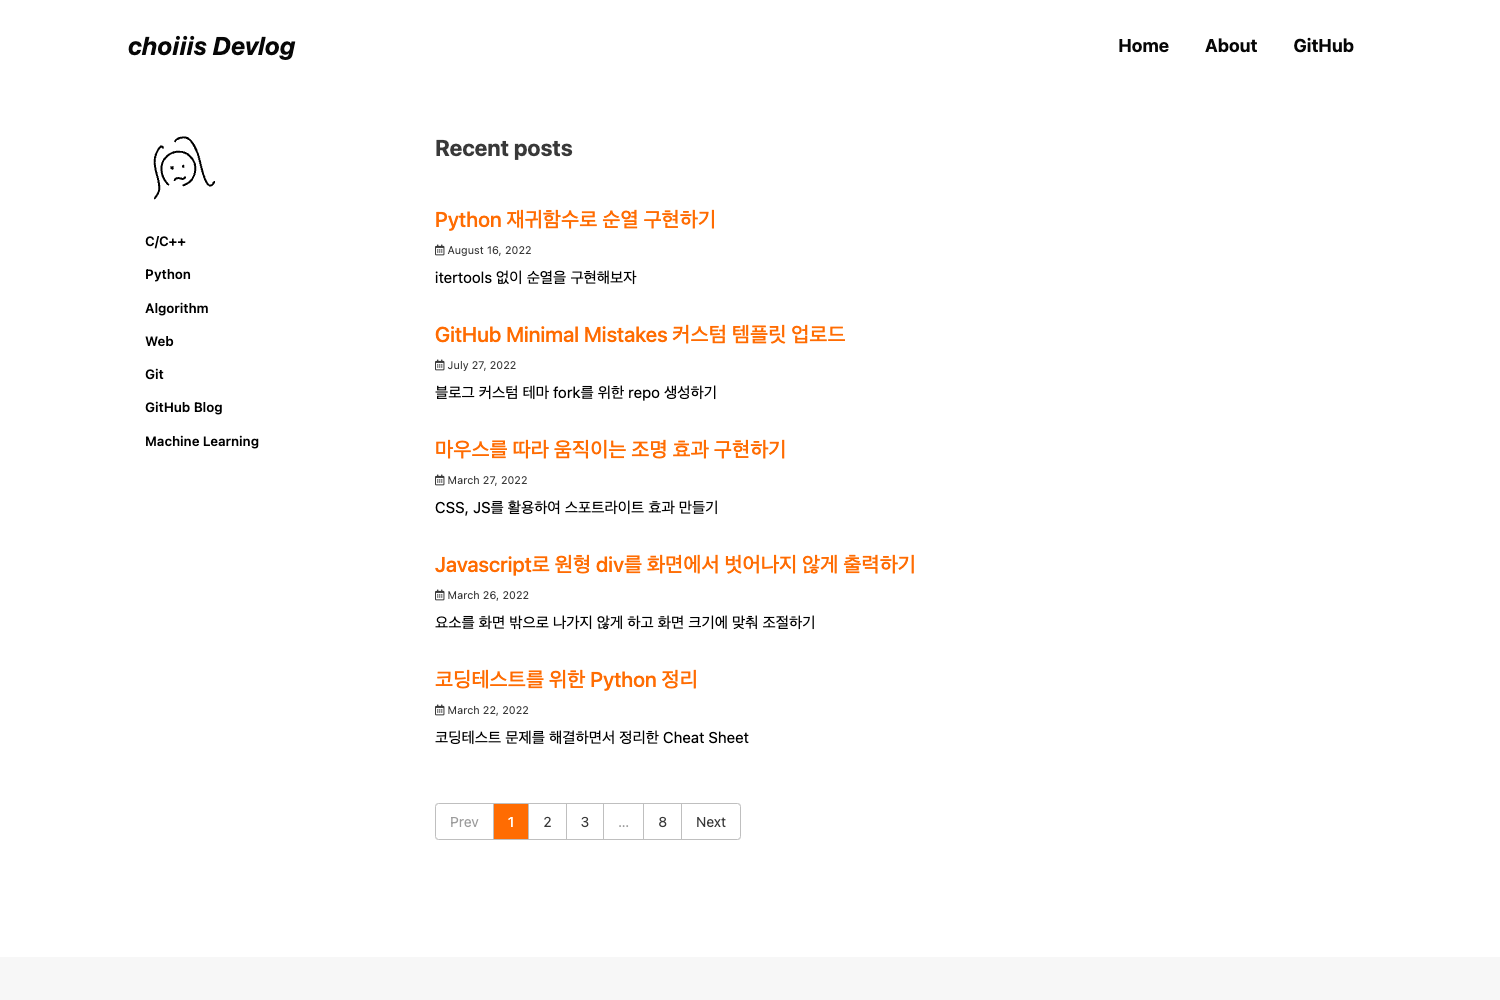 choiiis Devlog
Home About GitHub
C/C++
Python
Algorithm
Web
Git
GitHub Blog
Machine Learning
Recent posts
Python 재귀함수로 순열 구현하기
August 16, 2022
itertools 없이 순열을 구현해보자
GitHub Minimal Mistakes 커스텀 템플릿 업로드
July 27, 2022
블로그 커스텀 테마 fork를 위한 repo 생성하기
마우스를 따라 움직이는 조명 효과 구현하기
March 27, 2022
CSS, JS를 활용하여 스포트라이트 효과 만들기
Javascript로 원형 div를 화면에서 벗어나지 않게 출력하기
March 26, 2022
요소를 화면 밖으로 나가지 않게 하고 화면 크기에 맞춰 조절하기
코딩테스트를 위한 Python 정리
March 22, 2022
코딩테스트 문제를 해결하면서 정리한 Cheat Sheet
Prev 1 2 3 ... 8 Next